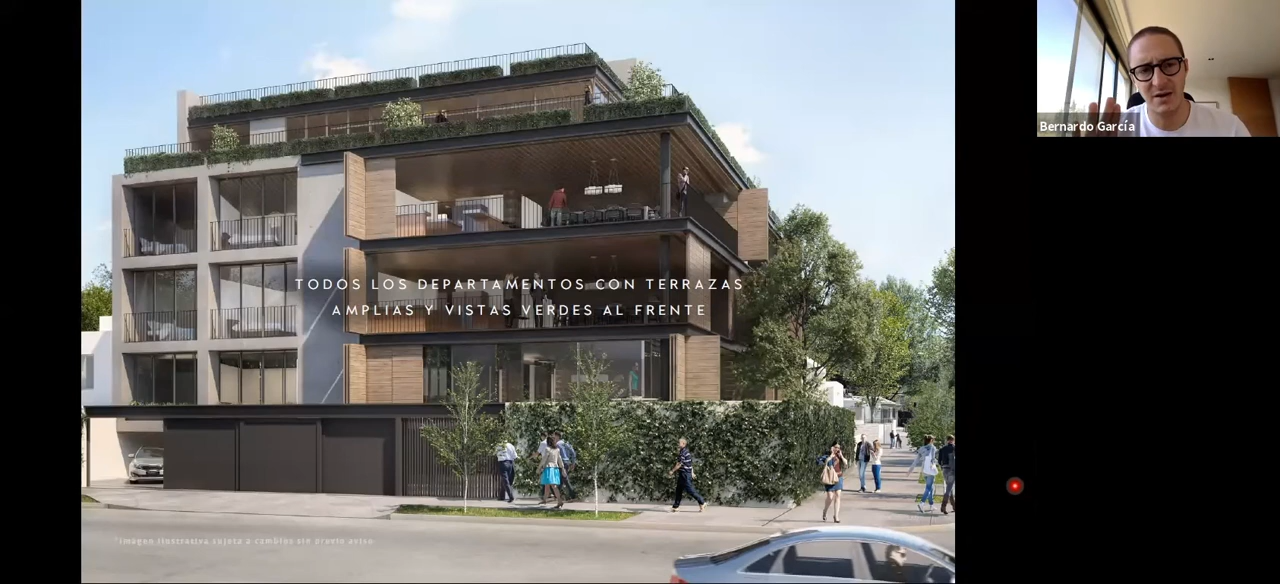 TODOS LOS DEPARTAMENTOS CON TERRAZAS
AMPLIAS Y VISTAS VERDES AL FRENTE
*Imagen ilustrativa sujeta a cambios sin previo aviso
Bernardo García